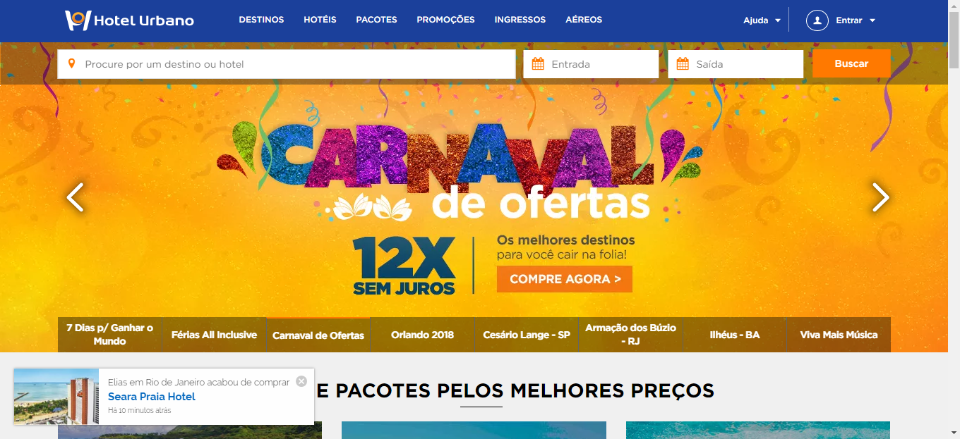 Hotel Urbano
DESTINOS HOTÉIS PACOTES PROMOÇÕES INGRESSOS AÉREOS Ajuda Entrar
Procure por um destino ou hotel Entrada Saída Buscar
CARNAVAL
de ofertas
12X
SEM JUROS
Os melhores destinos
para você cair na folia!
COMPRE AGORA >
7 Dias p/ Ganhar o
Mundo
Férias All Inclusive
Carnaval de Ofertas
Orlando 2018
Cesário Lange - SP
Armação dos Búzio
- RJ
Ilhéus - BA
Viva Mais Música
E PACOTES PELOS MELHORES PREÇOS
Elias em Rio de Janeiro acabou de comprar
Seara Praia Hotel
Há 10 minutos atrás